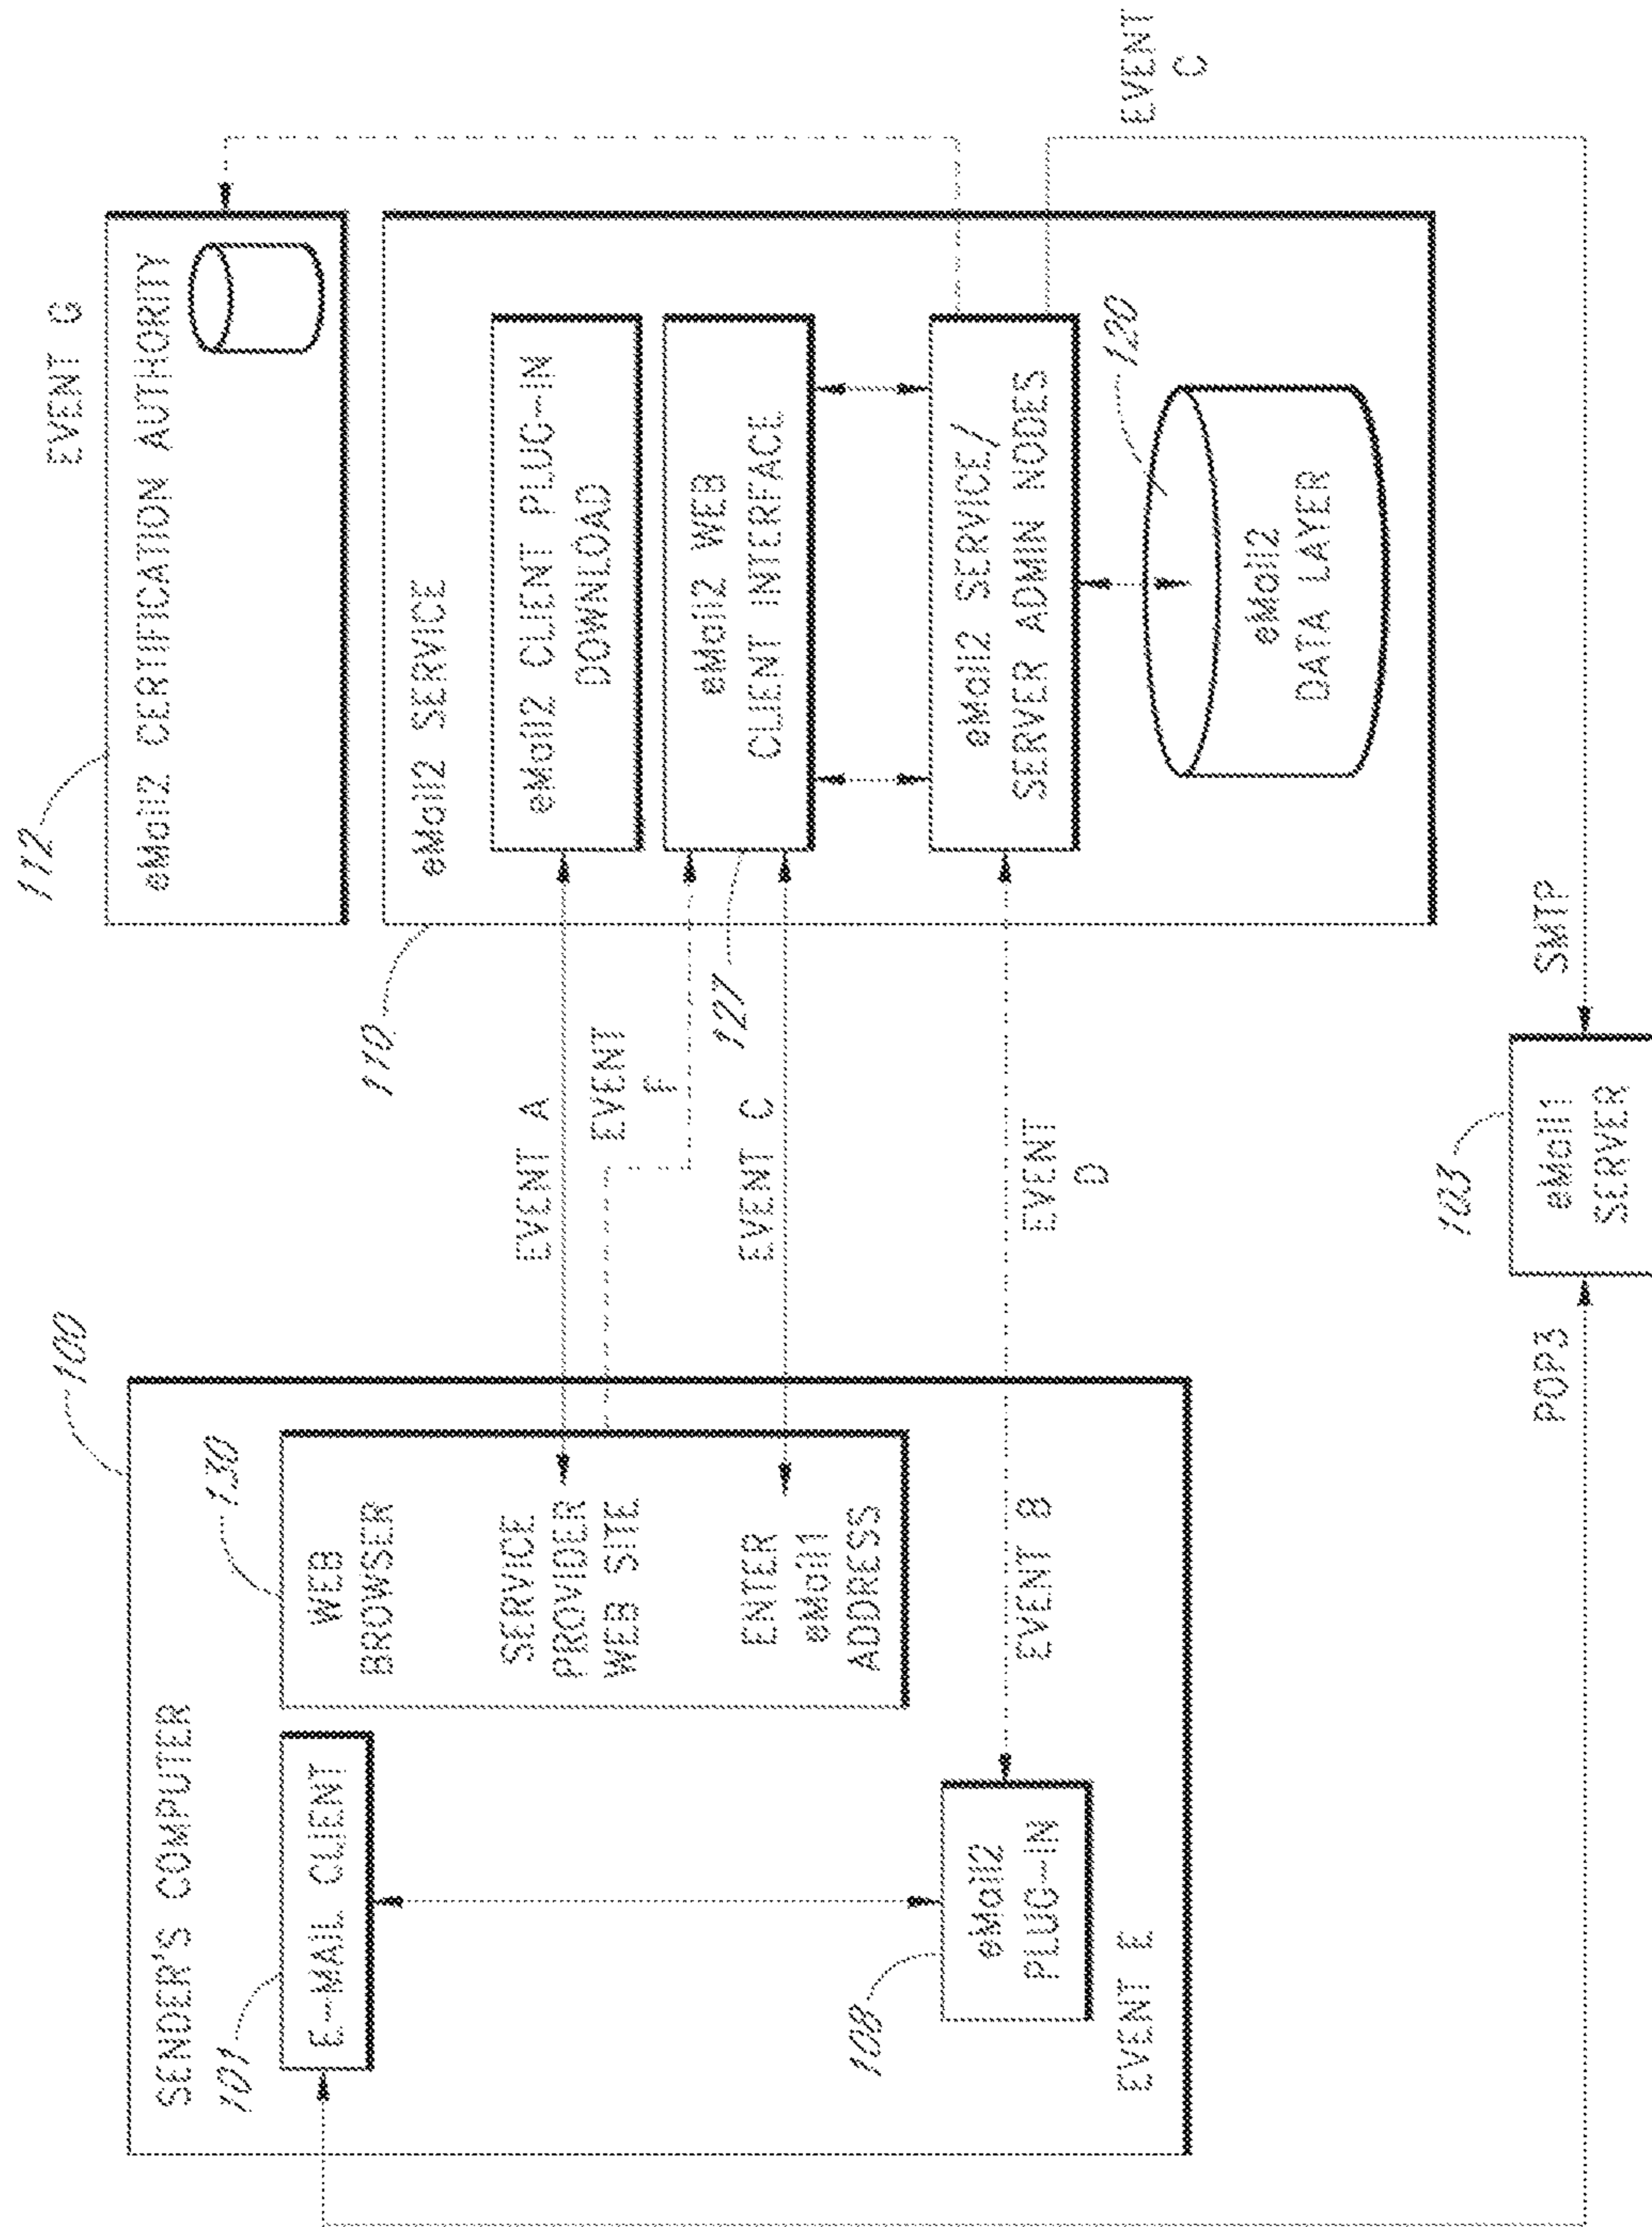 100
SENDER'S COMPUTER
101
E-MAIL CLIENT
130
WEB
BROWSER
SERVICE
PROVIDER
WEB SITE
ENTER
eMail1
ADDRESS
108
eMail2
PLUG-IN
EVENT B
EVENT E
EVENT A
EVENT
F
EVENT C
EVENT
D
EVENT G
112
eMail2 CERTIFICATION AUTHORITY
110
eMail2 SERVICE
eMail2 CLIENT PLUG-IN
DOWNLOAD
127
eMail2 WEB
CLIENT INTERFACE
eMail2 SERVICE/
SERVER ADMIN NODES
120
eMail2
DATA LAYER
EVENT
C
POP3
103
eMail1
SERVER
SMTP